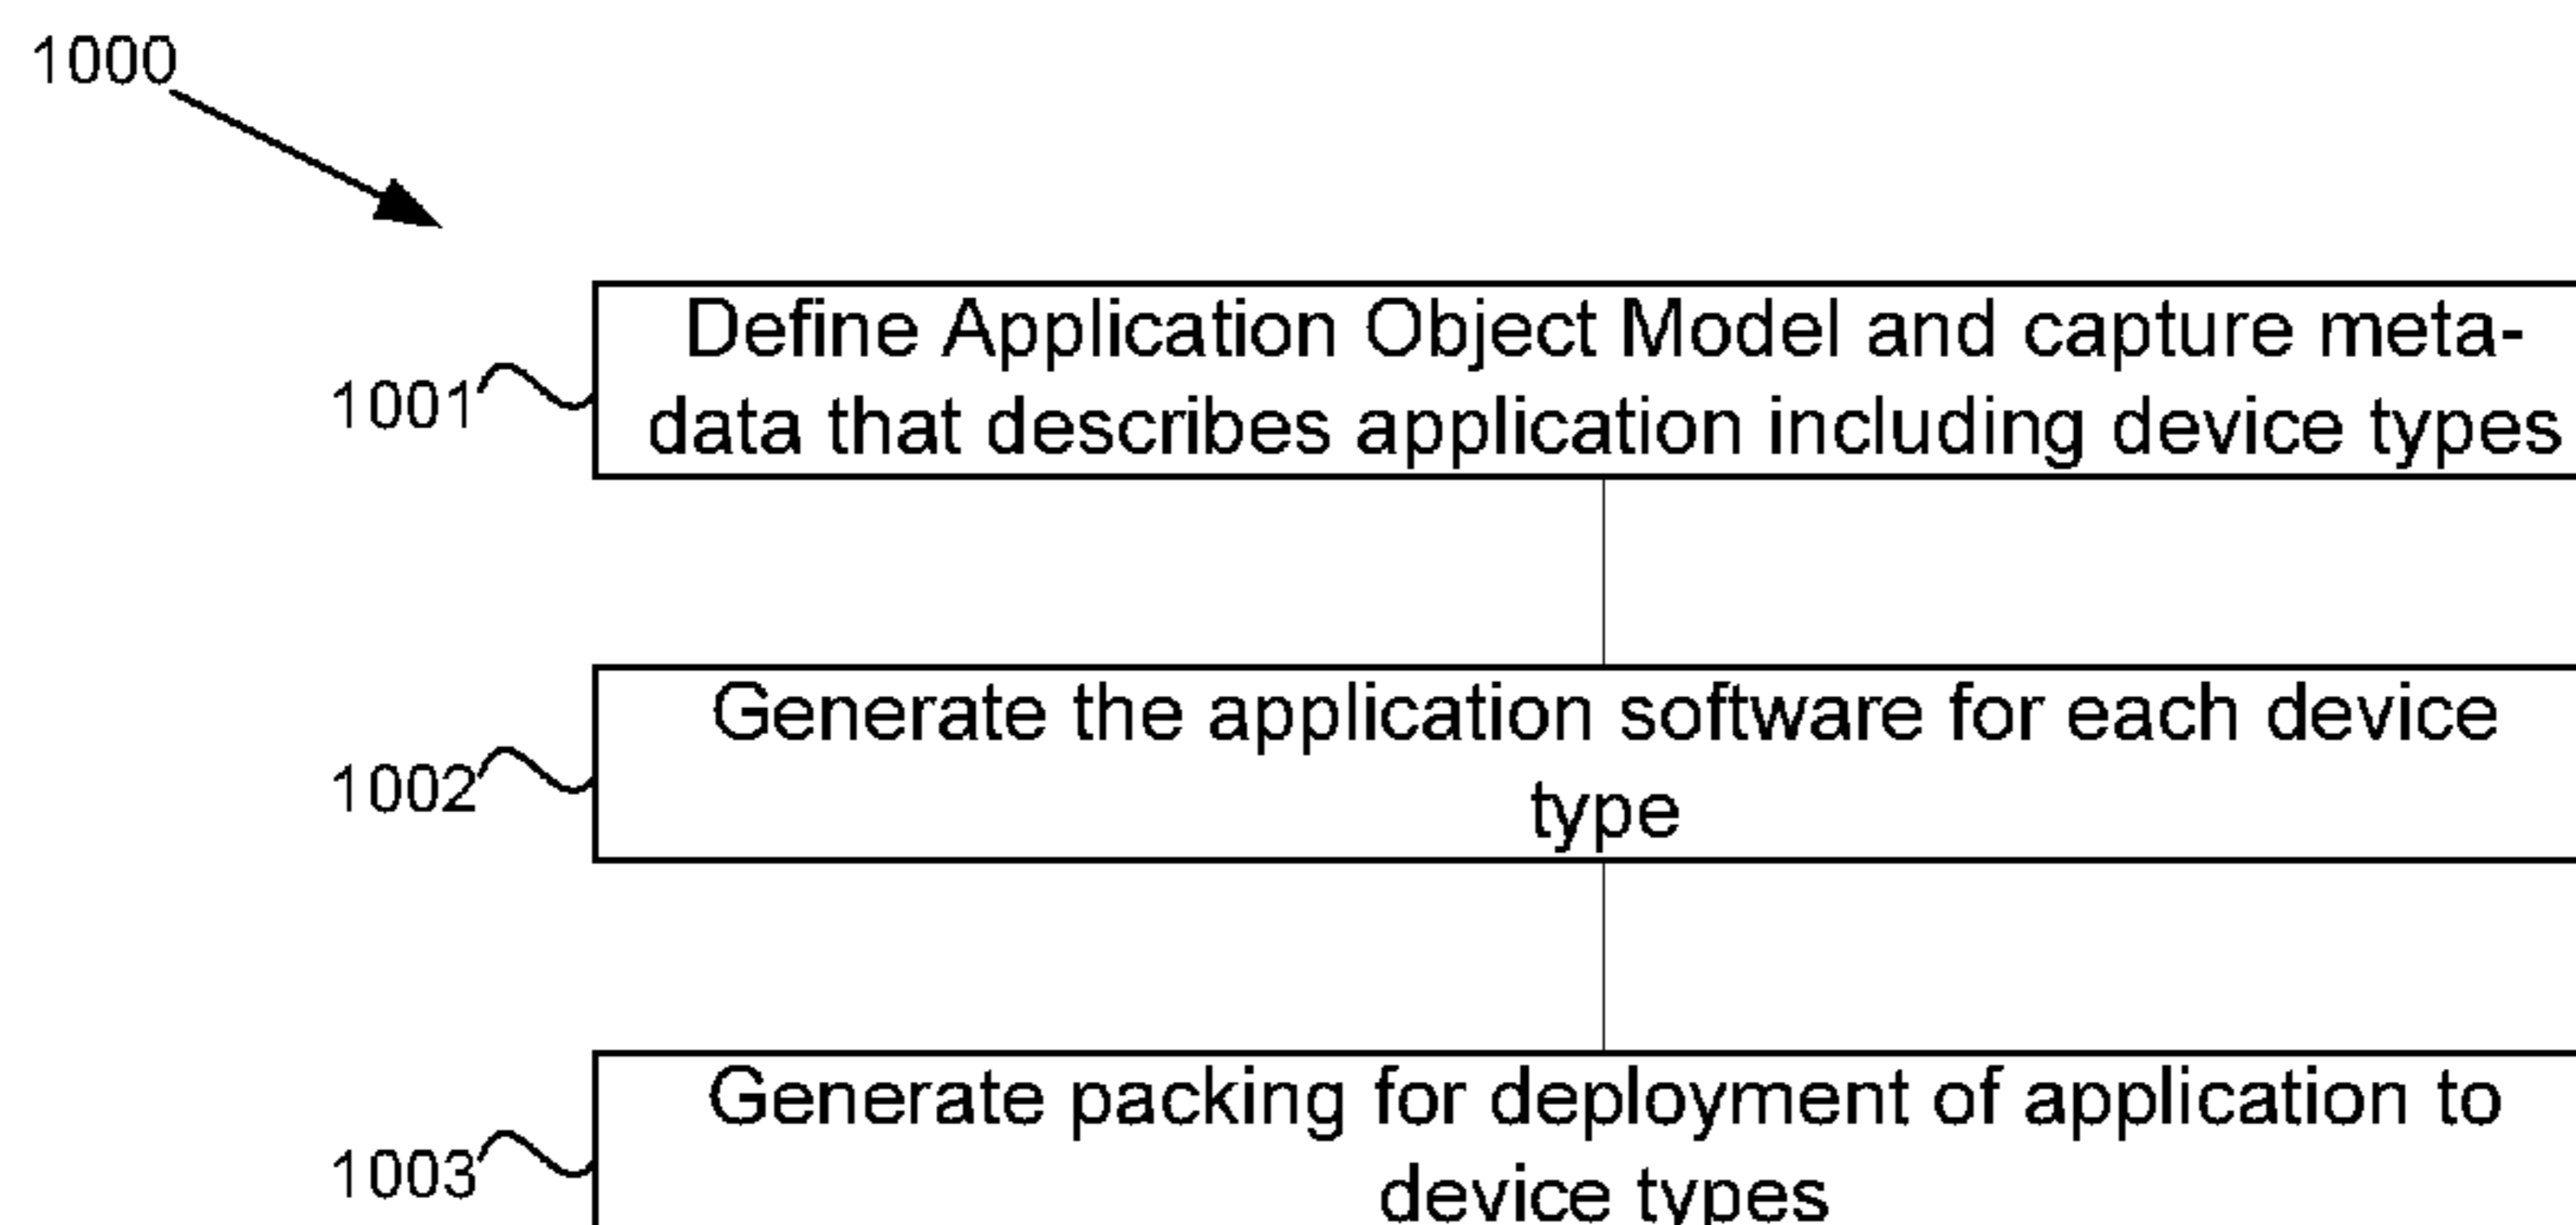 1000
Define Application Object Model and capture meta-
data that describes application including device types
1001
Generate the application software for each device
type
1002
Generate packing for deployment of application to
device types
1003